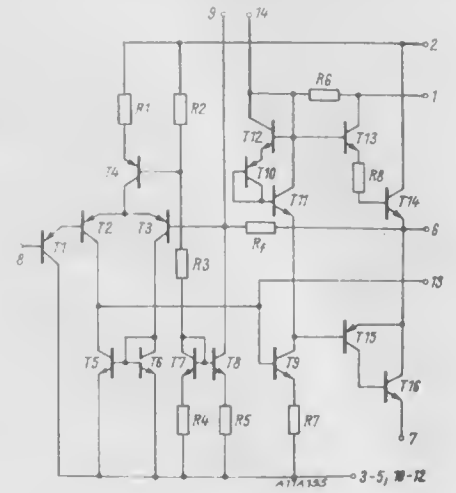 9 14
2
R6
1
R1 R2
T12 T13
T4 T10 R8
T11 T14
T2 T3
8 T1 Rf 6
R3
13
T15
T5 T6 T7 T8 T9
T16
R4 R5 R7
7
3-5, 10-12